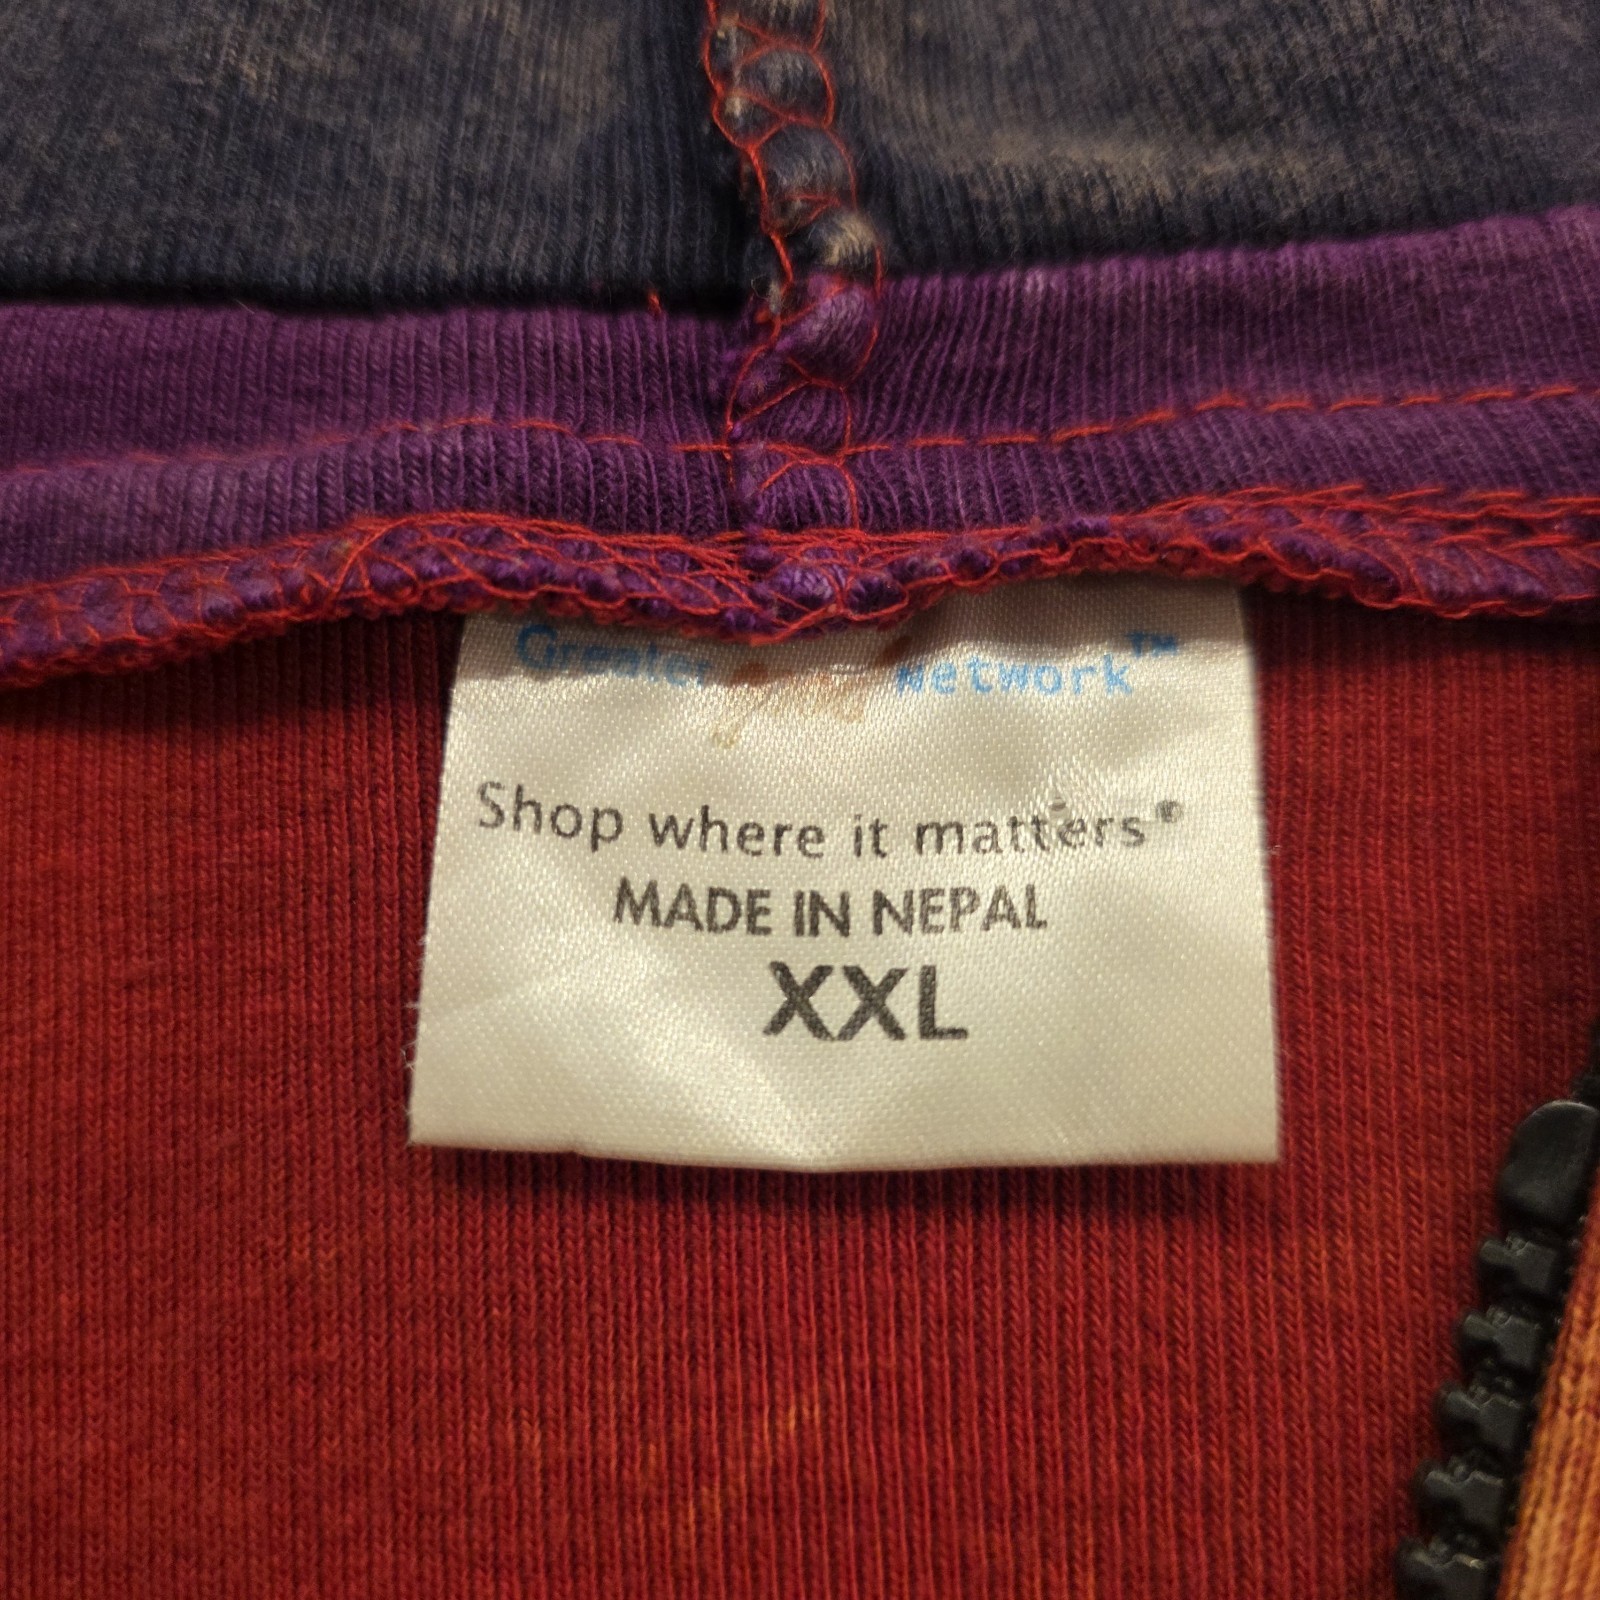 Greater Network™
Shop where it matters®
MADE IN NEPAL
XXL